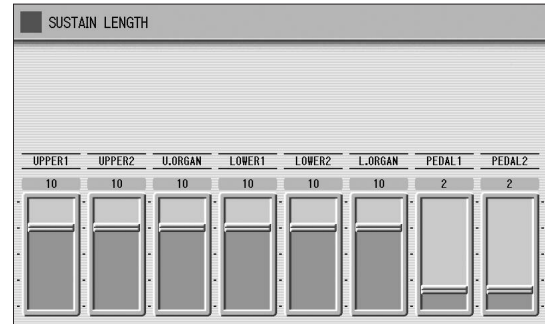 SUSTAIN LENGTH
UPPER1 UPPER2 U.ORGAN LOWER1 LOWER2 L.ORGAN PEDAL1 PEDAL2
10 10 10 10 10 10 2 2